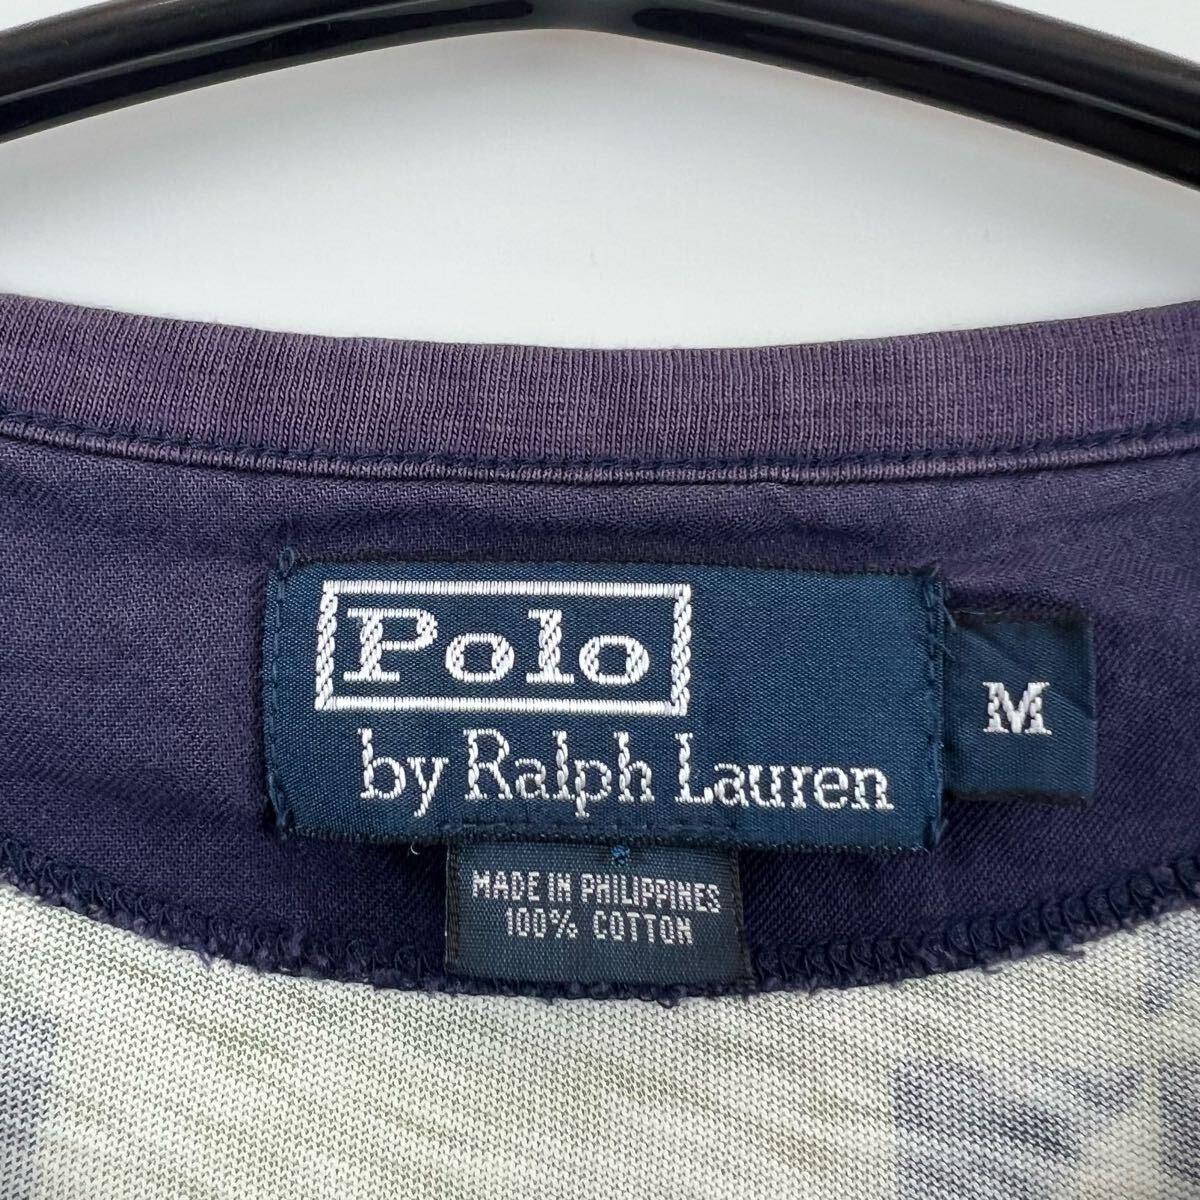 Polo
by Ralph Lauren
M
MADE IN PHILIPPINES
100% COTTON